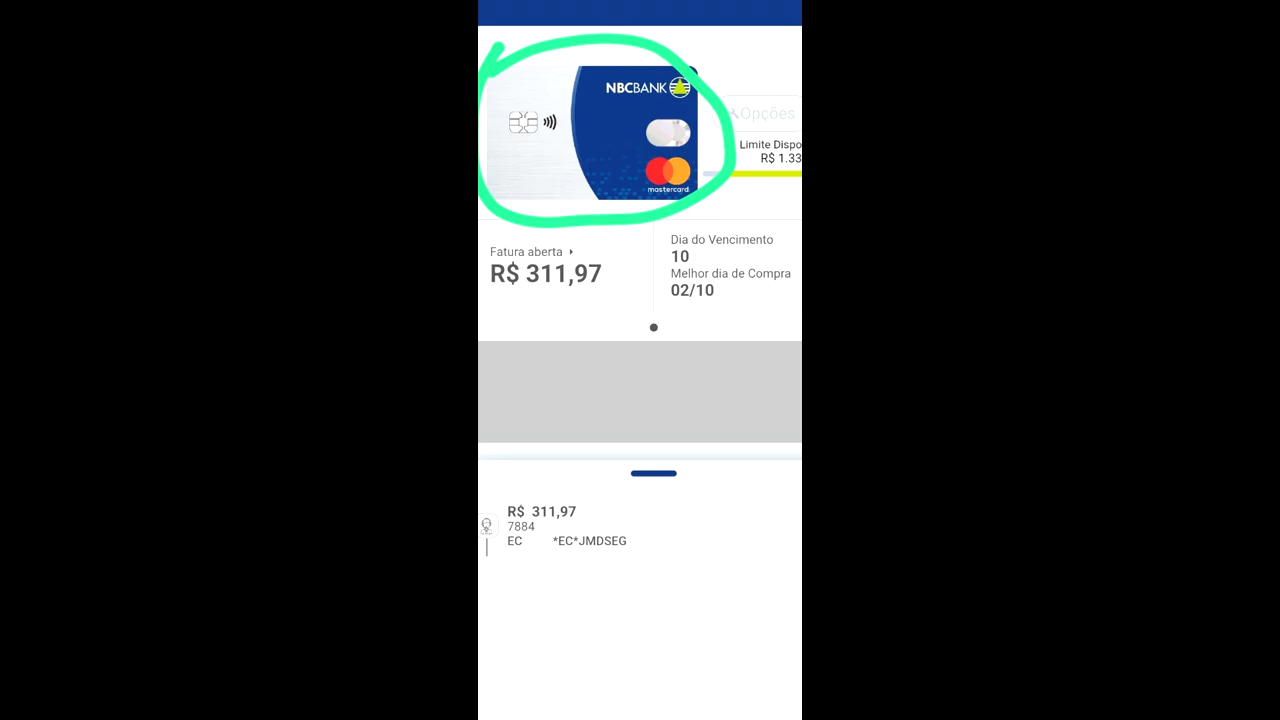 NBCBANK
mastercard
Opções
Limite Dispo
R$ 1.33
Fatura aberta
R$ 311,97
Dia do Vencimento
10
Melhor dia de Compra
02/10
R$ 311,97
7884
EC *EC*JMDSEG